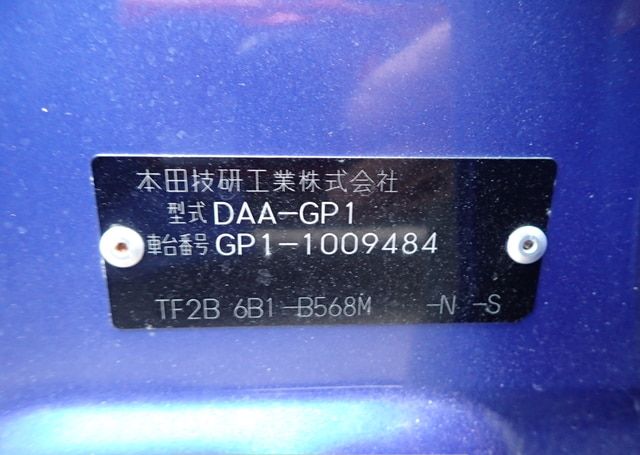 本田技研工業株式会社
型式 DAA-GP1
車台番号 GP1-1009484
TF2B 6B1-B568M -N -S